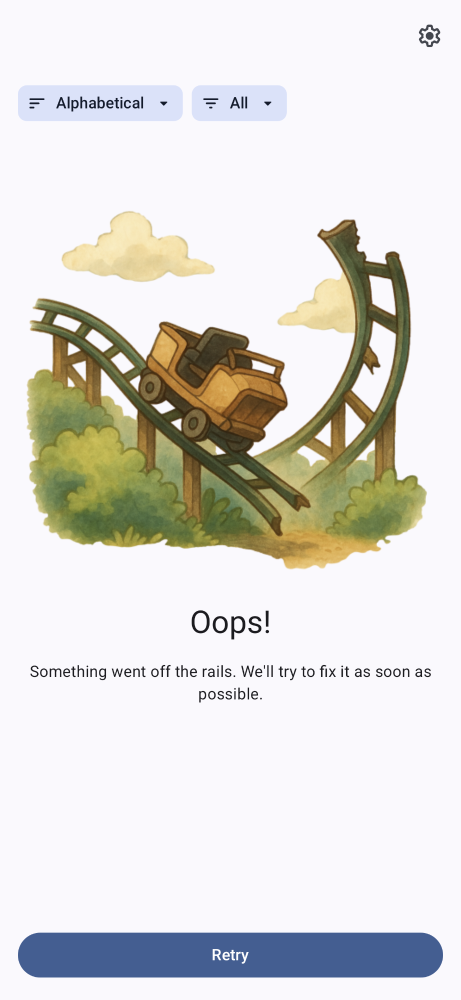 Alphabetical
All
Oops!
Something went off the rails. We'll try to fix it as soon as
possible.
Retry